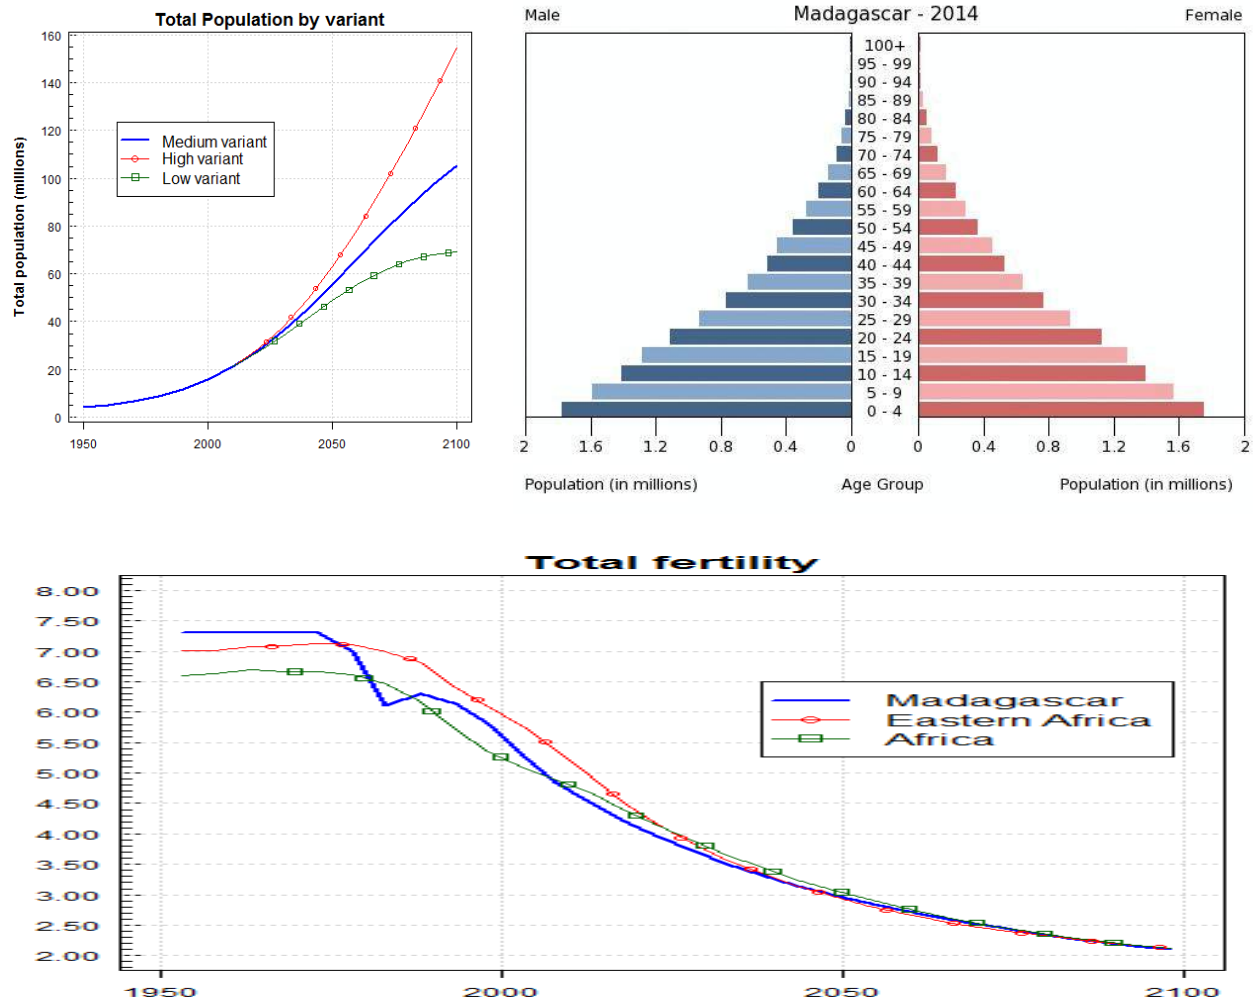 Total Population by variant
Total population (millions)
160
140
120
100
80
60
40
20
0
Medium variant
High variant
Low variant
1950 2000 2050 2100
Male Madagascar - 2014 Female
100+
95 - 99
90 - 94
85 - 89
80 - 84
75 - 79
70 - 74
65 - 69
60 - 64
55 - 59
50 - 54
45 - 49
40 - 44
35 - 39
30 - 34
25 - 29
20 - 24
15 - 19
10 - 14
5 - 9
0 - 4
2 1.6 1.2 0.8 0.4 0 0 0.4 0.8 1.2 1.6 2
Population (in millions) Age Group Population (in millions)
Total fertility
8.00
7.50
7.00
6.50
6.00
5.50
5.00
4.50
4.00
3.50
3.00
2.50
2.00
Madagascar
Eastern Africa
Africa
1950 2000 2050 2100